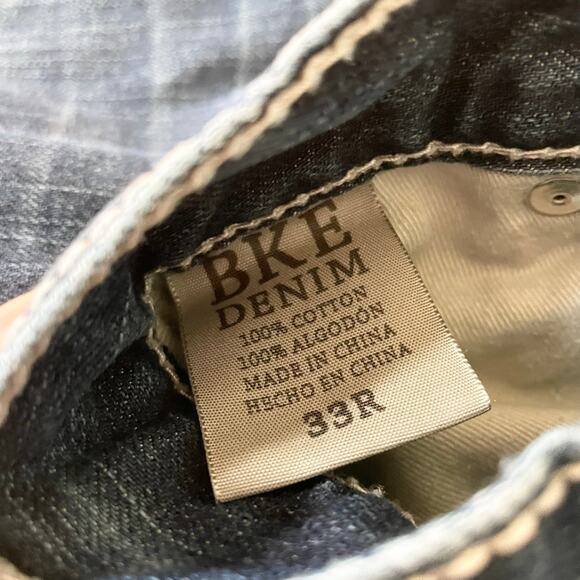 BKE
DENIM
100% COTTON
100% ALGODÓN
MADE IN CHINA
HECHO EN CHINA
33R